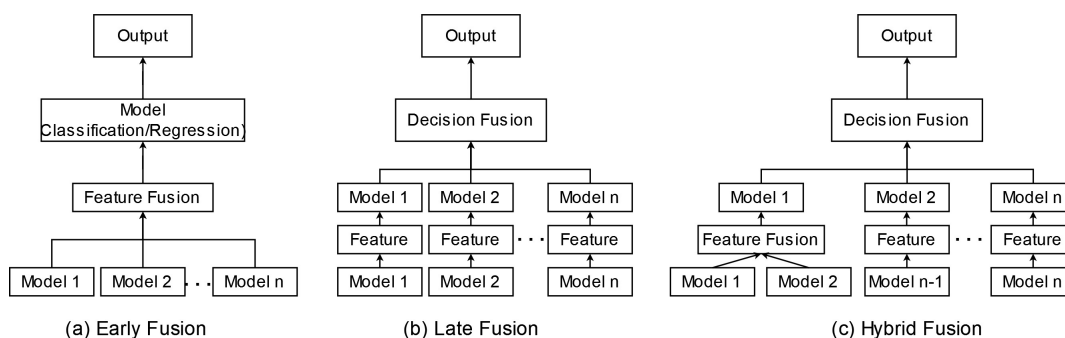 Output
Model
Classification/Regression)
Feature Fusion
Model 1
Model 2
...
Model n
(a) Early Fusion
Output
Decision Fusion
Model 1
Model 2
Model n
Feature
Feature
...
Feature
Model 1
Model 2
Model n
(b) Late Fusion
Output
Decision Fusion
Model 1
Model 2
Model n
Feature Fusion
Feature
...
Feature
Model 1
Model 2
Model n-1
Model n
(c) Hybrid Fusion